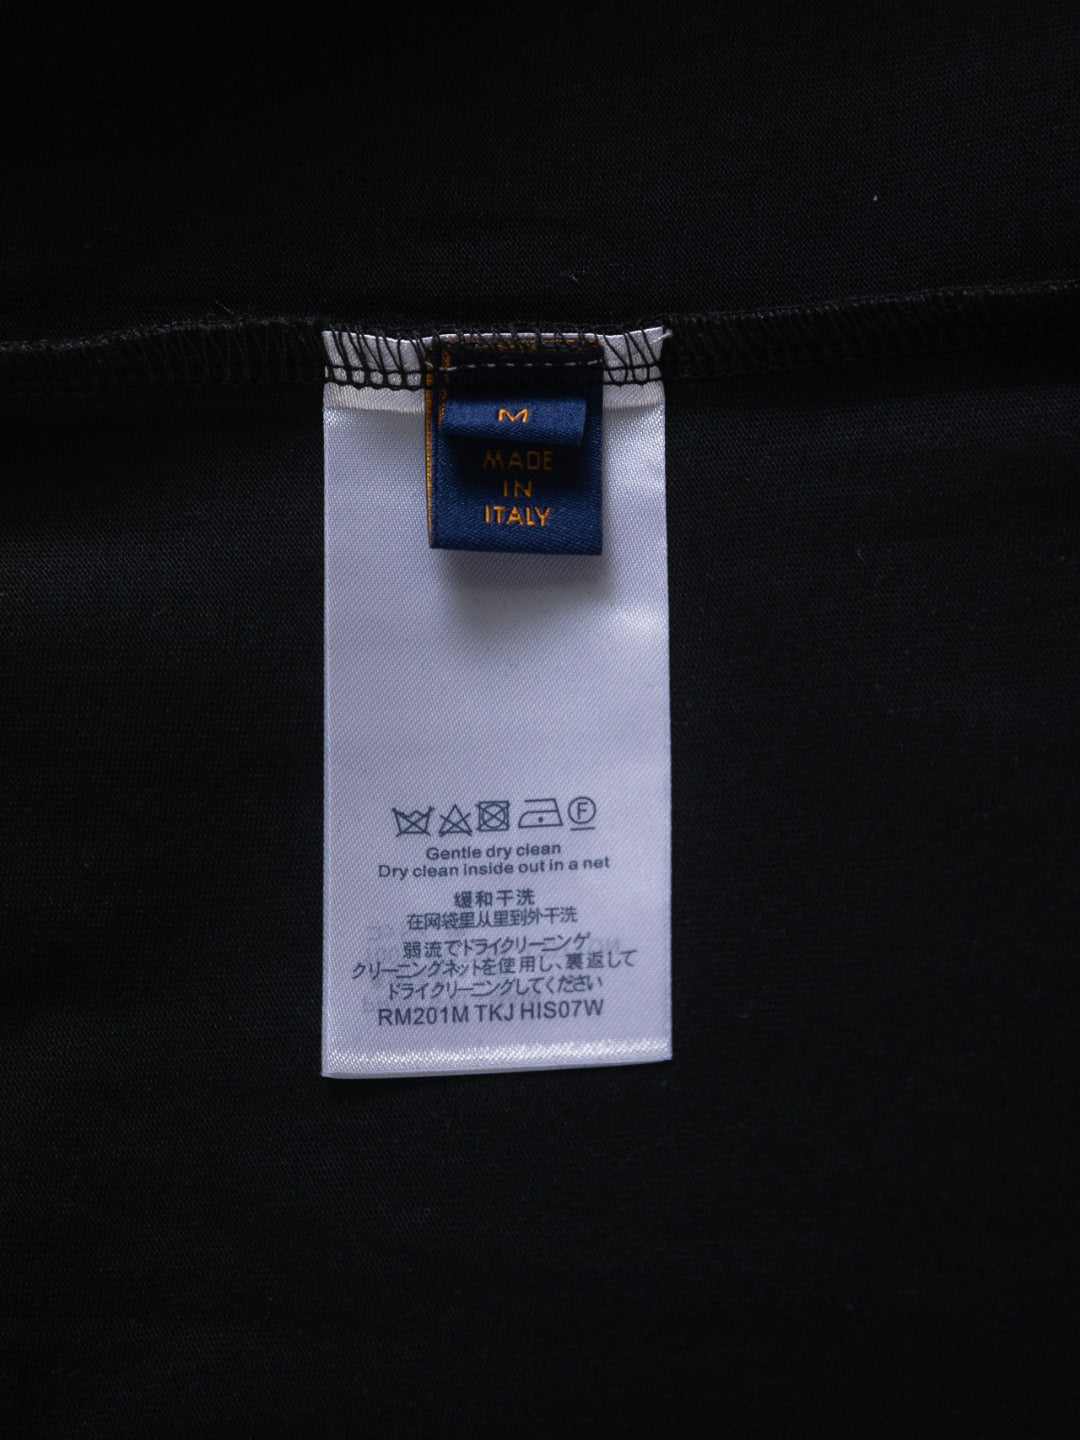 M
MADE
IN
ITALY
F
Gentle dry clean
Dry clean inside out in a net
缓和干洗
在网袋里从里到外干洗
弱流でドライクリーニング
クリーニングネットを使用し、裏返して
ドライクリーニングしてください
RM201M TKJ HIS07W